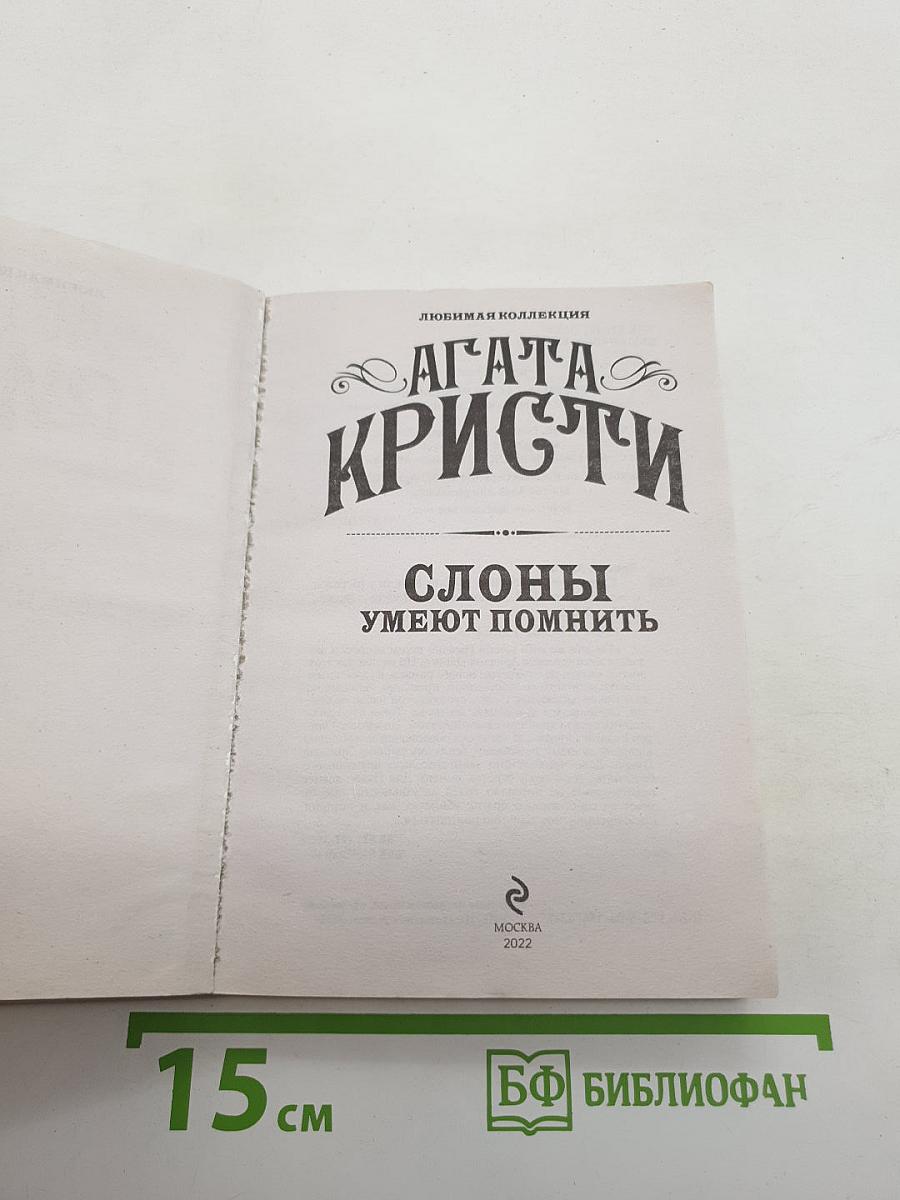 ЛЮБИМАЯ КОЛЛЕКЦИЯ
АГАТА
КРИСТИ
СЛОНЫ
УМЕЮТ ПОМНИТЬ
МОСКВА
2022
15 см
БФ БИБЛИОФАН